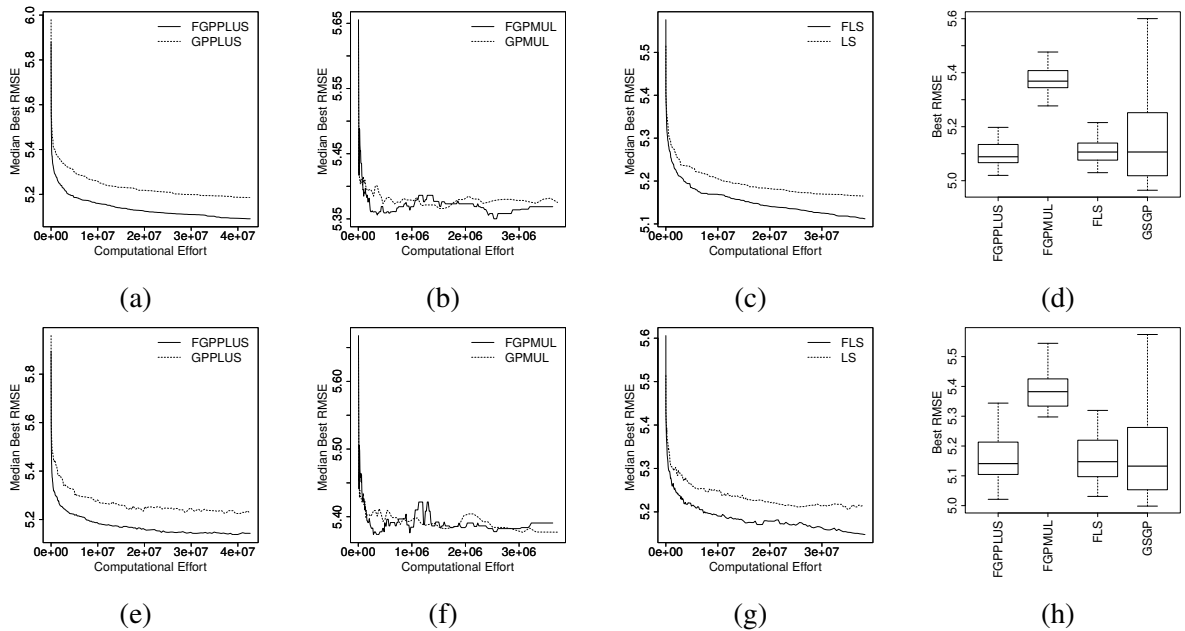 FGPPLUS
GPPLUS
Median Best RMSE
6.0
5.8
5.6
5.4
5.2
0e+00 1e+07 2e+07 3e+07 4e+07
Computational Effort
(a)
FGPMUL
GPMUL
Median Best RMSE
5.65
5.55
5.45
5.35
0e+00 1e+06 2e+06 3e+06
Computational Effort
(b)
FLS
LS
Median Best RMSE
5.5
5.4
5.3
5.2
5.1
0e+00 1e+07 2e+07 3e+07
Computational Effort
(c)
Best RMSE
5.6
5.4
5.2
5.0
FGPPLUS
FGPMUL
FLS
GSGP
(d)
FGPPLUS
GPPLUS
Median Best RMSE
5.8
5.6
5.4
5.2
0e+00 1e+07 2e+07 3e+07 4e+07
Computational Effort
(e)
FGPMUL
GPMUL
Median Best RMSE
5.60
5.50
5.40
0e+00 1e+06 2e+06 3e+06
Computational Effort
(f)
FLS
LS
Median Best RMSE
5.6
5.5
5.4
5.3
5.2
0e+00 1e+07 2e+07 3e+07
Computational Effort
(g)
Best RMSE
5.5
5.4
5.3
5.2
5.1
5.0
FGPPLUS
FGPMUL
FLS
GSGP
(h)